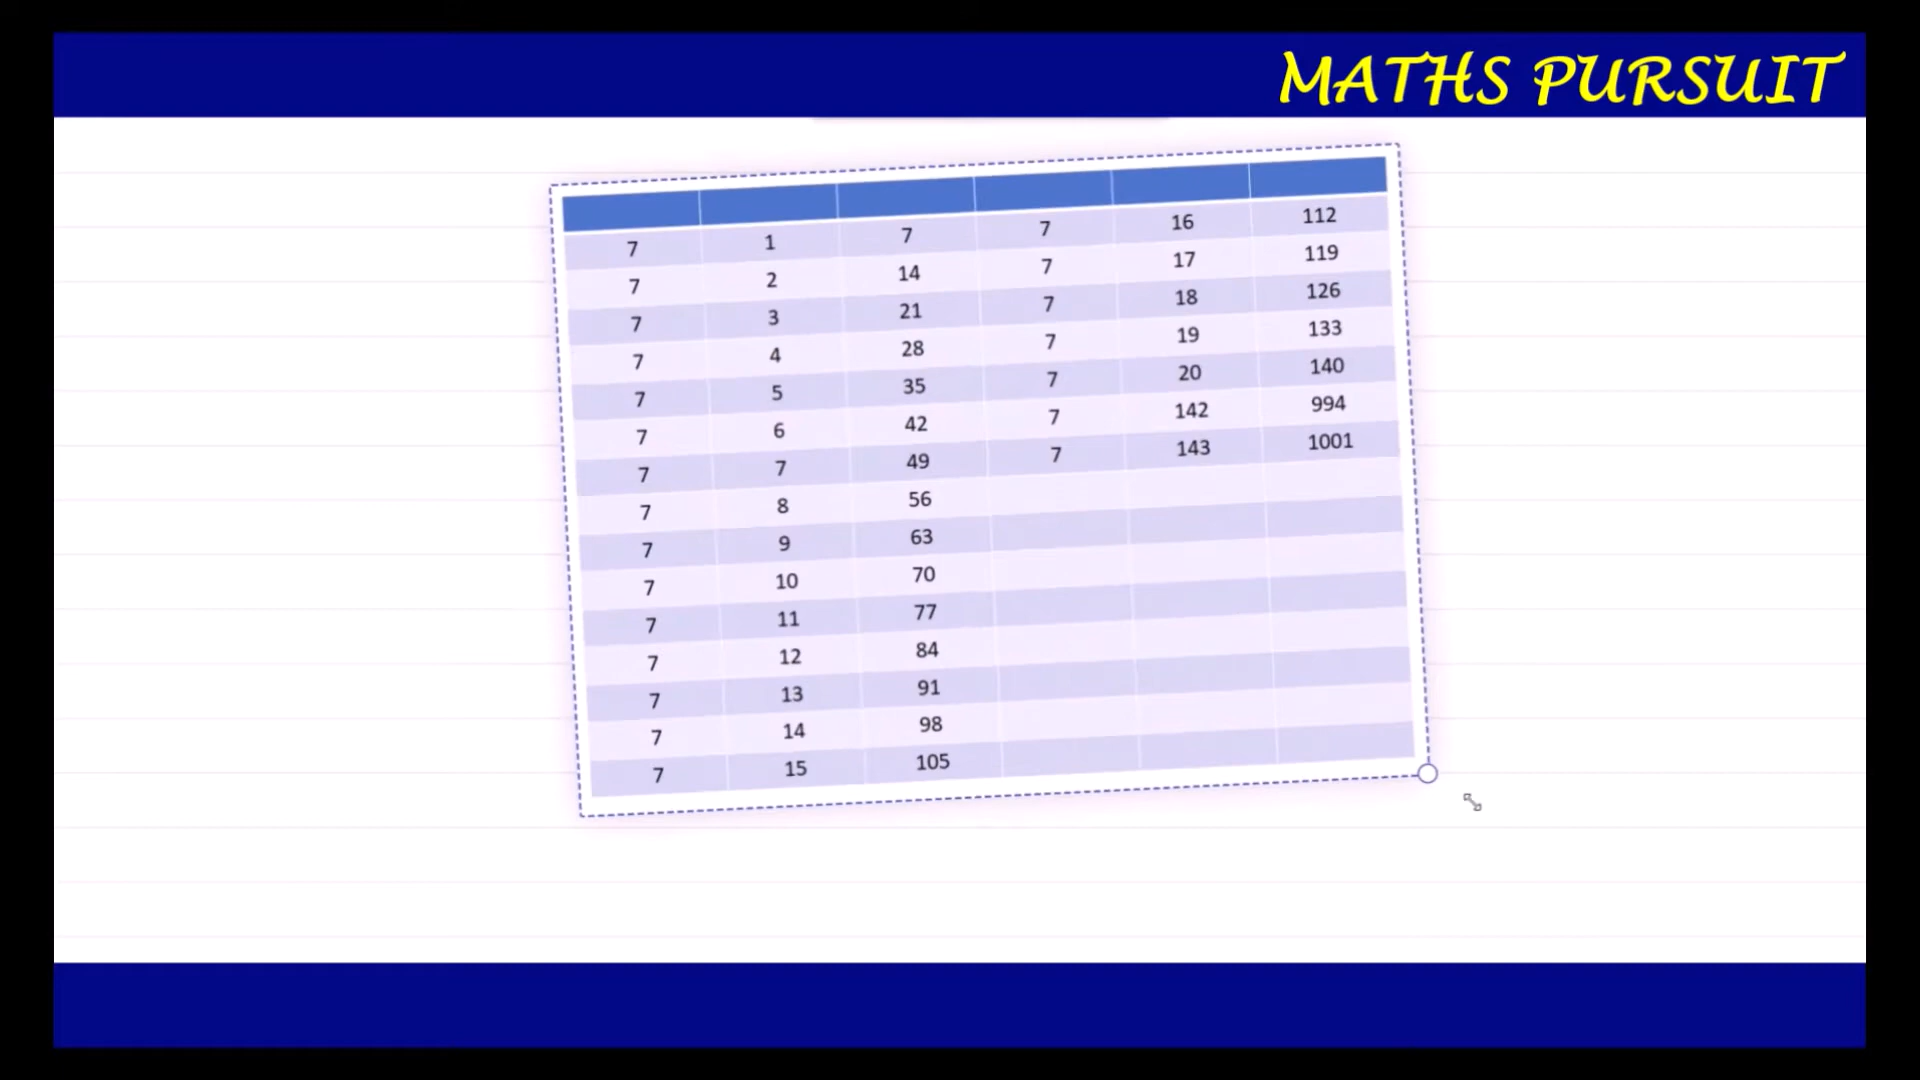 MATHS PURSUIT
7 1 7 7 16 112
7 2 14 7 17 119
7 3 21 7 18 126
7 4 28 7 19 133
7 5 35 7 20 140
7 6 42 7 142 994
7 7 49 7 143 1001
7 8 56
7 9 63
7 10 70
7 11 77
7 12 84
7 13 91
7 14 98
7 15 105